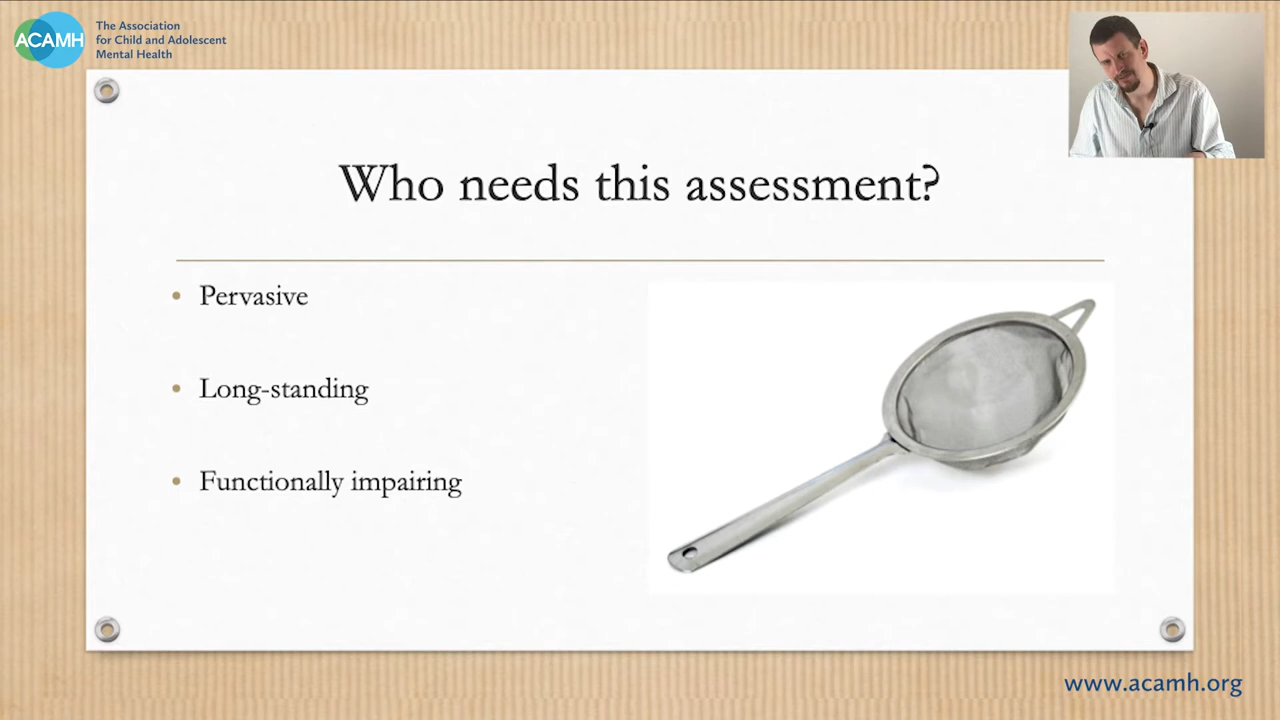 ACAMH
The Association
for Child and Adolescent
Mental Health
Who needs this assessment?
• Pervasive
• Long-standing
• Functionally impairing
www.acamh.org